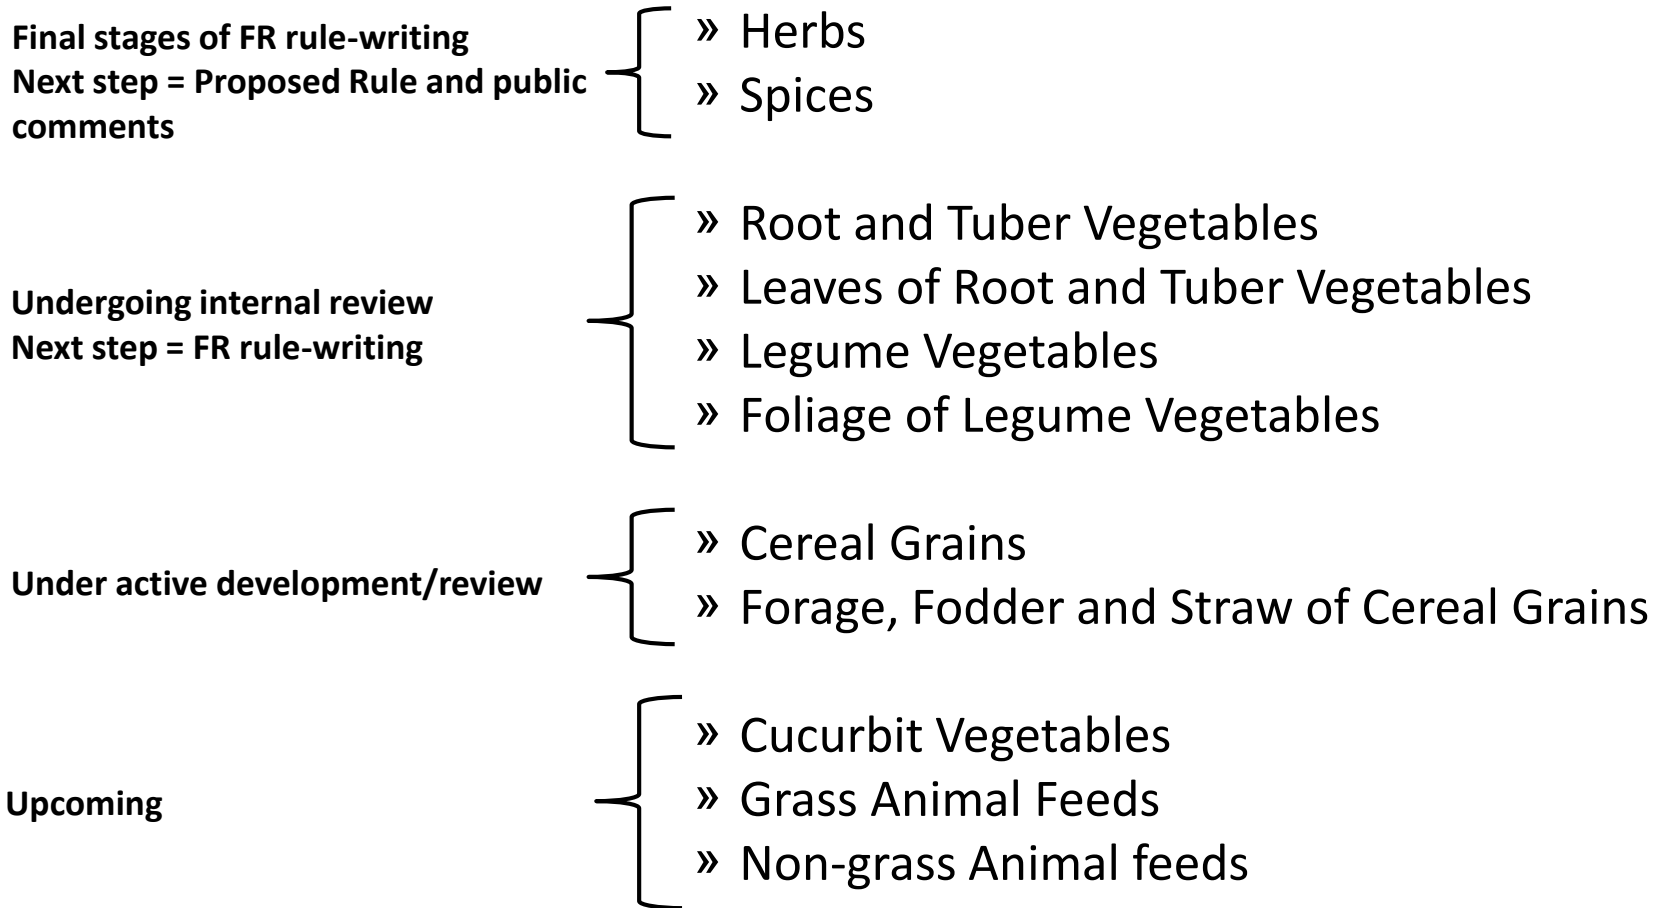 Final stages of FR rule-writing
Next step = Proposed Rule and public
comments
» Herbs
» Spices
Undergoing internal review
Next step = FR rule-writing
» Root and Tuber Vegetables
» Leaves of Root and Tuber Vegetables
» Legume Vegetables
» Foliage of Legume Vegetables
Under active development/review
» Cereal Grains
» Forage, Fodder and Straw of Cereal Grains
Upcoming
» Cucurbit Vegetables
» Grass Animal Feeds
» Non-grass Animal feeds